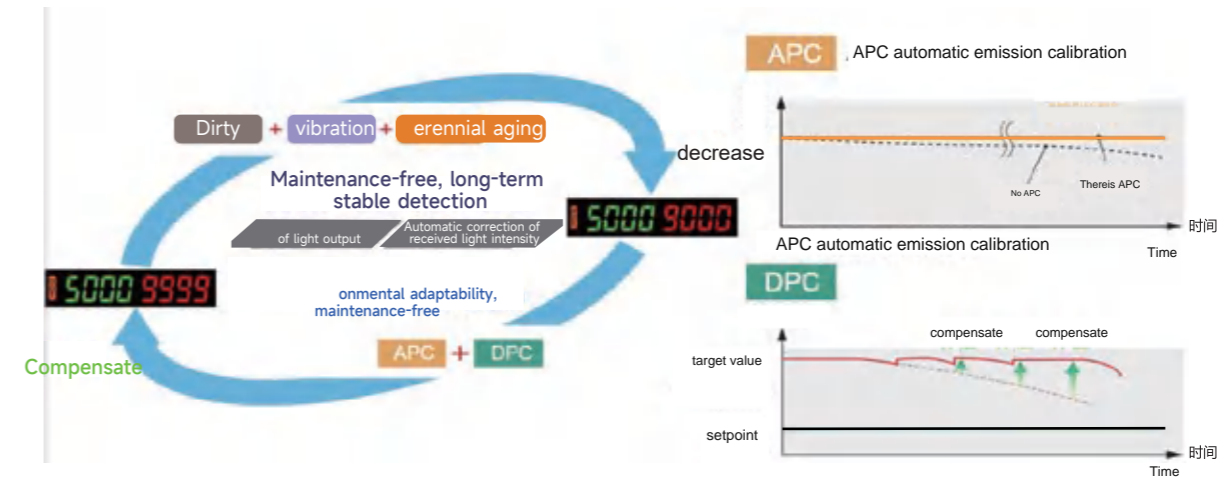 APC
APC automatic emission calibration
Dirty + vibration + erennial aging
decrease
Maintenance-free, long-term
stable detection
of light output
Automatic correction of
received light intensity
5000 9000
No APC
Thereis APC
时间
Time
APC automatic emission calibration
5000 9999
onmental adaptability,
maintenance-free
APC + DPC
Compensate
DPC
compensate
compensate
target value
setpoint
时间
Time